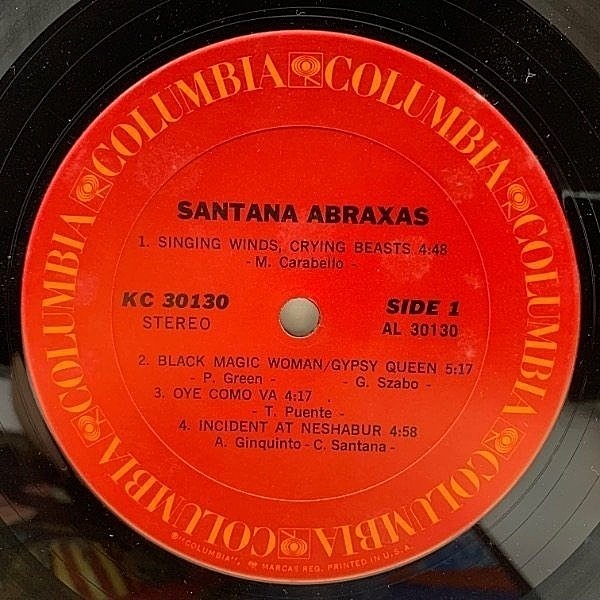 COLUMBIA COLUMBIA COLUMBIA COLUMBIA COLUMBIA COLUMBIA
SANTANA ABRAXAS
1. SINGING WINDS, CRYING BEASTS 4:48
- M. Carabello -
KC 30130
STEREO
SIDE 1
AL 30130
2. BLACK MAGIC WOMAN/GYPSY QUEEN 5:17
- P. Green - - G. Szabo -
3. OYE COMO VA 4:17
- T. Puente -
4. INCIDENT AT NESHABUR 4:58
A. Ginquinto - C. Santana -
℗"COLUMBIA", MARCAS REG. PRINTED IN U.S.A.